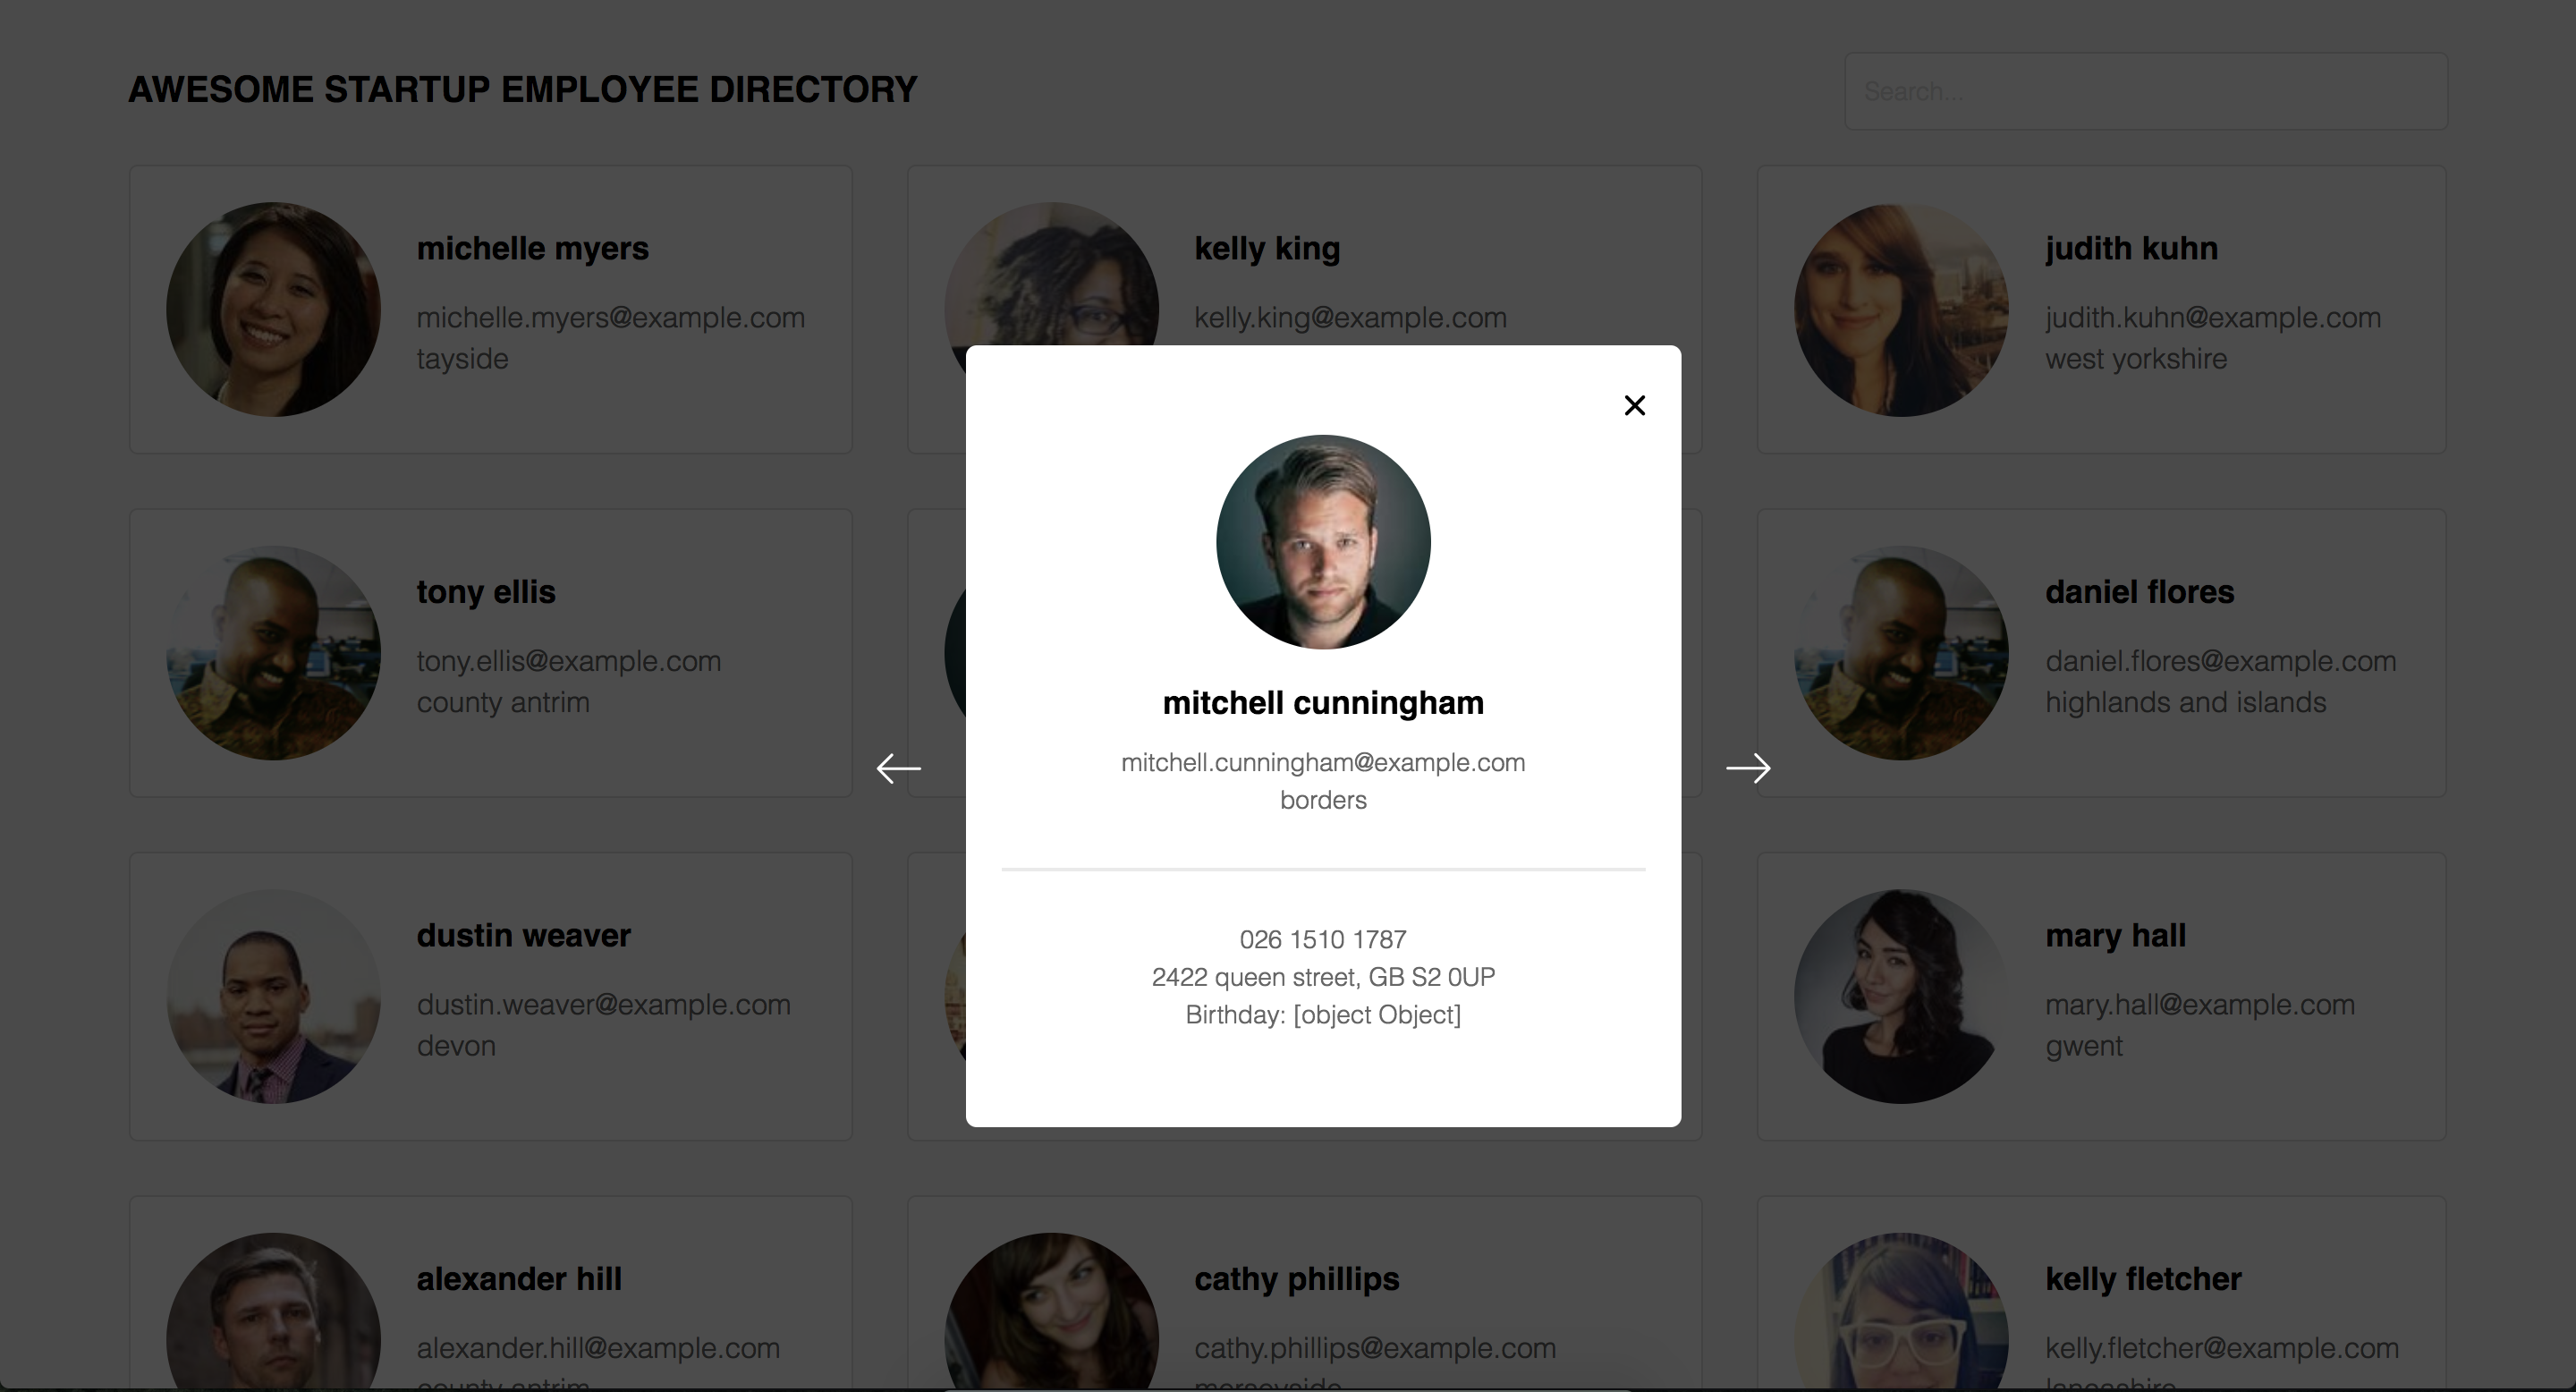 AWESOME STARTUP EMPLOYEE DIRECTORY
Search...
michelle myers
michelle.myers@example.com
tayside
kelly king
kelly.king@example.com
judith kuhn
judith.kuhn@example.com
west yorkshire
tony ellis
tony.ellis@example.com
county antrim
mitchell cunningham
mitchell.cunningham@example.com
borders
026 1510 1787
2422 queen street, GB S2 0UP
Birthday: [object Object]
daniel flores
daniel.flores@example.com
highlands and islands
dustin weaver
dustin.weaver@example.com
devon
mary hall
mary.hall@example.com
gwent
alexander hill
alexander.hill@example.com
county antrim
cathy phillips
cathy.phillips@example.com
merseyside
kelly fletcher
kelly.fletcher@example.com
lancashire